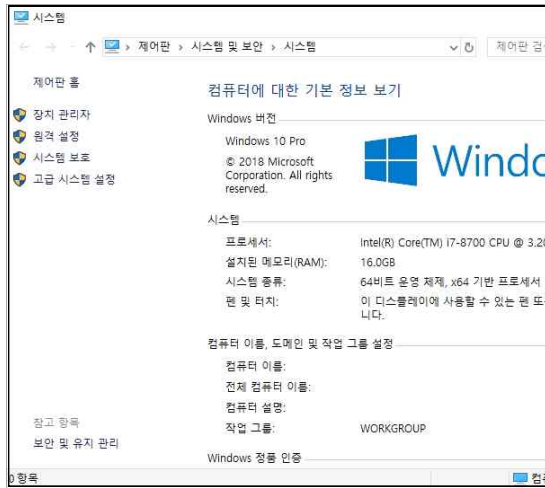 시스템
제어판 › 시스템 및 보안 › 시스템
제어판 검
제어판 홈
장치 관리자
원격 설정
시스템 보호
고급 시스템 설정
컴퓨터에 대한 기본 정보 보기
Windows 버전
Windows 10 Pro
© 2018 Microsoft
Corporation. All rights
reserved.
Windo
시스템
프로세서: Intel(R) Core(TM) i7-8700 CPU @ 3.20
설치된 메모리(RAM): 16.0GB
시스템 종류: 64비트 운영 체제, x64 기반 프로세서
펜 및 터치: 이 디스플레이에 사용할 수 있는 펜 또
니다.
컴퓨터 이름, 도메인 및 작업 그룹 설정
컴퓨터 이름:
전체 컴퓨터 이름:
컴퓨터 설명:
작업 그룹: WORKGROUP
Windows 정품 인증
참고 항목
보안 및 유지 관리
0 항목
컴퓨